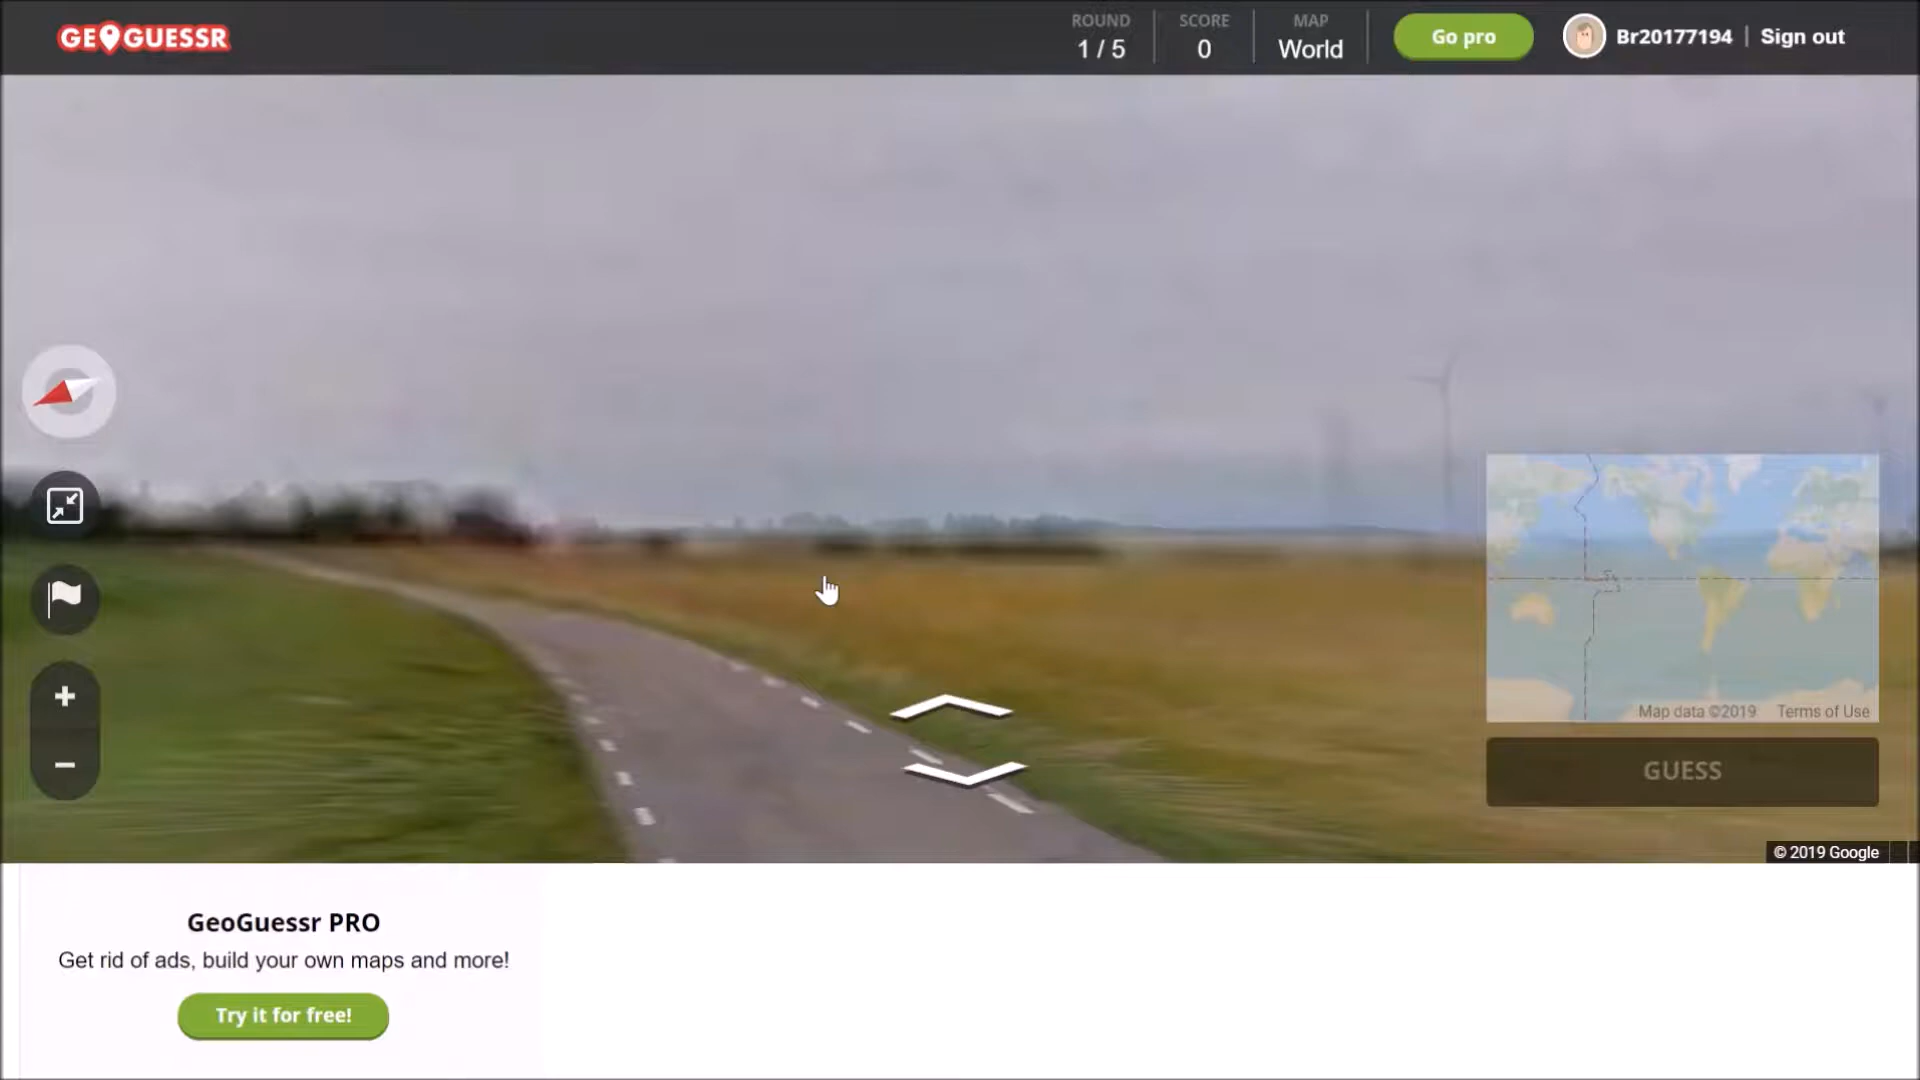 GEOGUESSR
ROUND
1 / 5
SCORE
0
MAP
World
Go pro
Br20177194 | Sign out
Map data ©2019 Terms of Use
GUESS
© 2019 Google
GeoGuessr PRO
Get rid of ads, build your own maps and more!
Try it for free!